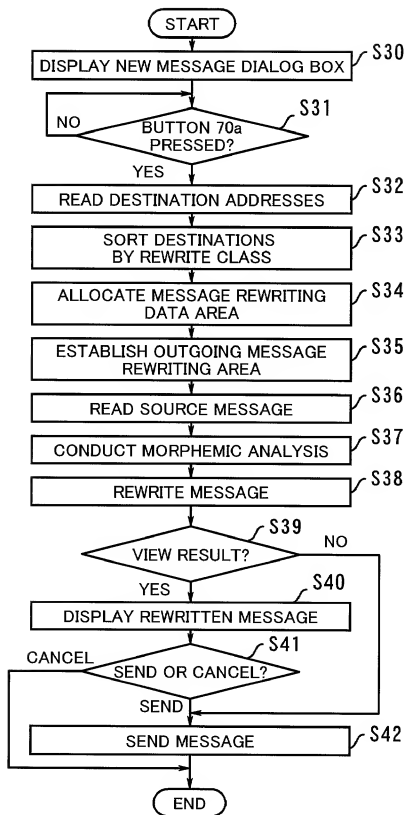 START
DISPLAY NEW MESSAGE DIALOG BOX
S30
S31
NO
BUTTON 70a
PRESSED?
YES
READ DESTINATION ADDRESSES
S32
SORT DESTINATIONS
BY REWRITE CLASS
S33
ALLOCATE MESSAGE REWRITING
DATA AREA
S34
ESTABLISH OUTGOING MESSAGE
REWRITING AREA
S35
READ SOURCE MESSAGE
S36
CONDUCT MORPHEMIC ANALYSIS
S37
REWRITE MESSAGE
S38
S39
VIEW RESULT?
NO
YES
S40
DISPLAY REWRITTEN MESSAGE
S41
CANCEL
SEND OR CANCEL?
SEND
SEND MESSAGE
S42
END